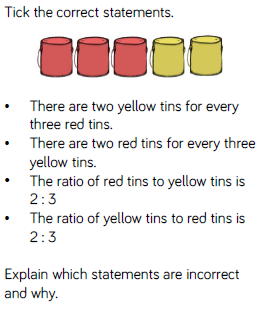 Tick the correct statements.
• There are two yellow tins for every
three red tins.
• There are two red tins for every three
yellow tins.
• The ratio of red tins to yellow tins is
2 : 3
• The ratio of yellow tins to red tins is
2 : 3
Explain which statements are incorrect
and why.